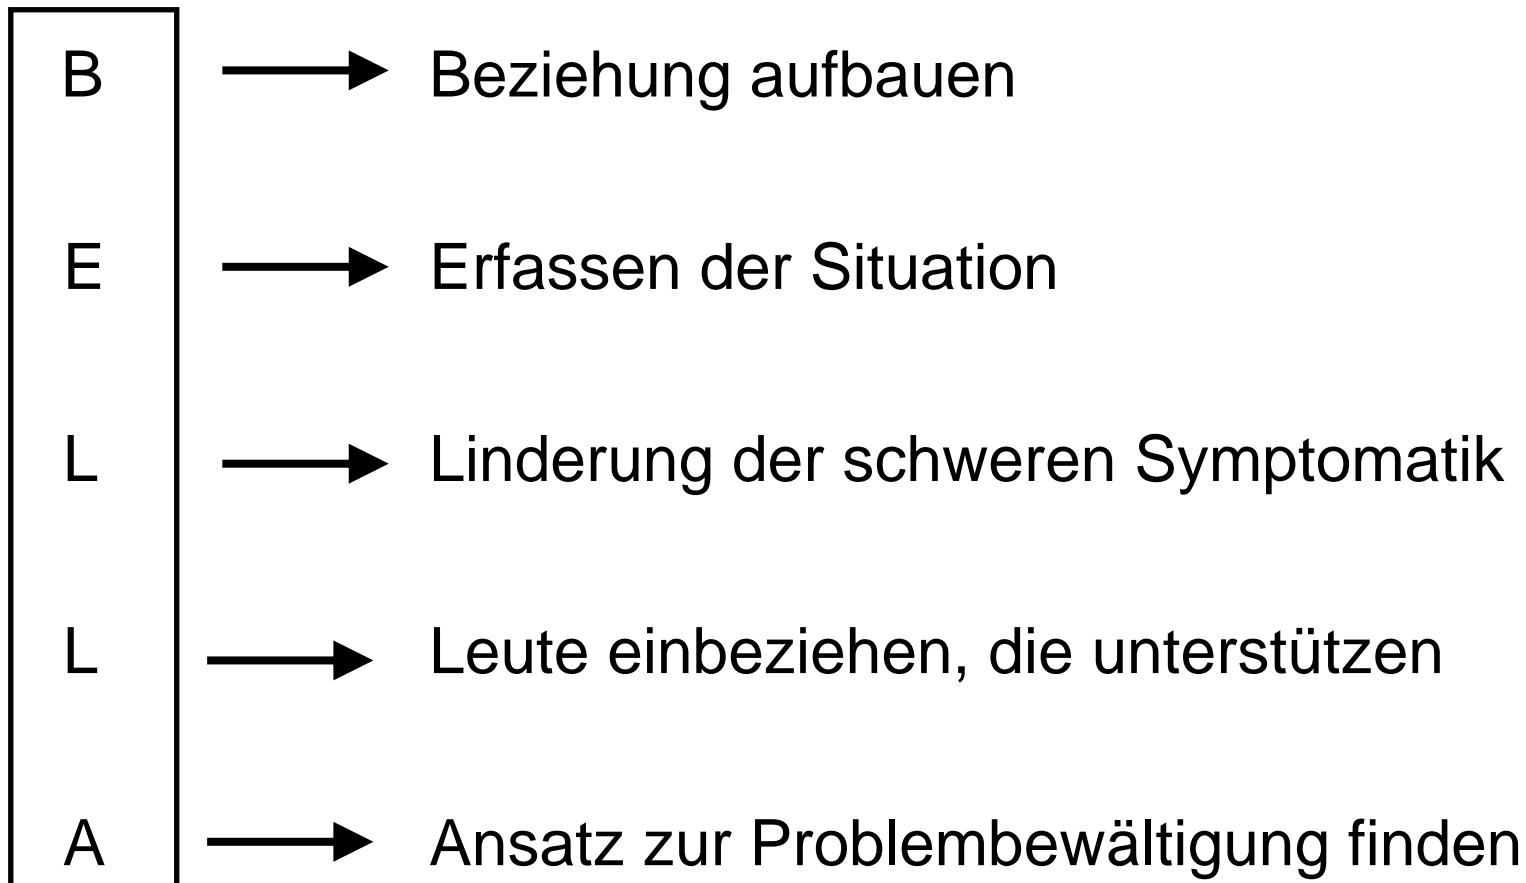 B Beziehung aufbauen
E Erfassen der Situation
L Linderung der schweren Symptomatik
L Leute einbeziehen, die unterstützen
A Ansatz zur Problembewältigung finden